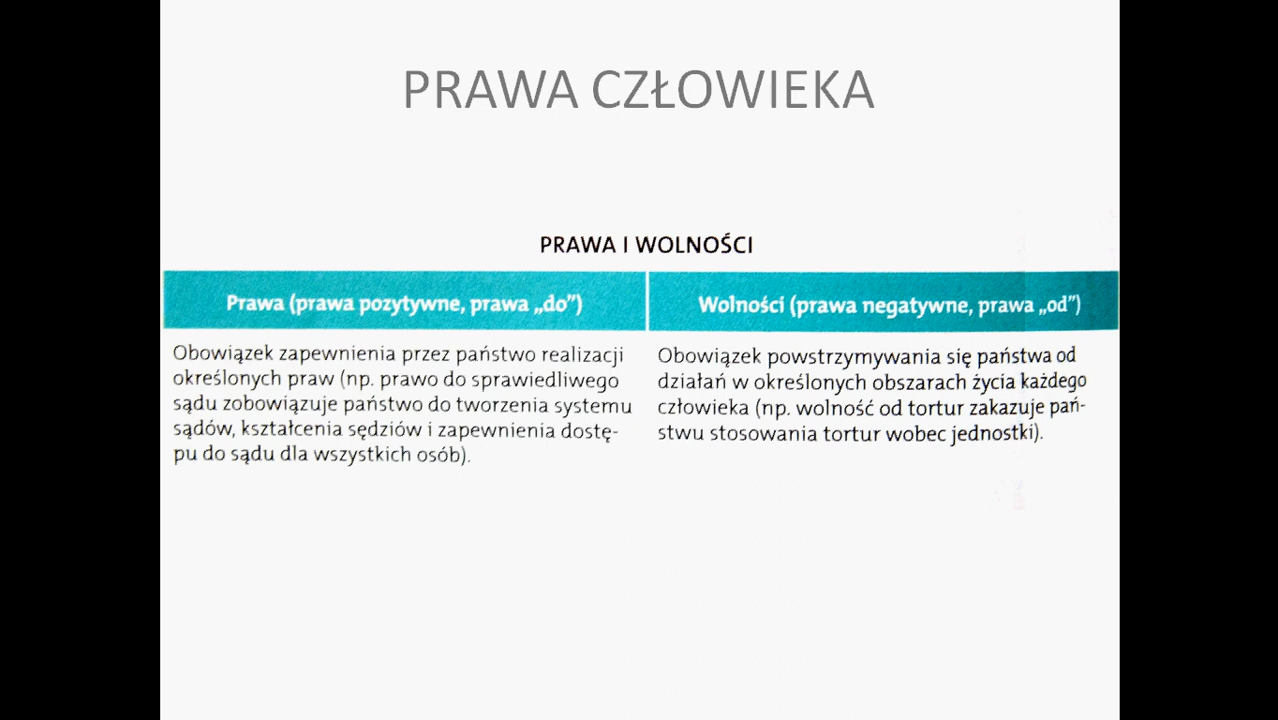 PRAWA CZŁOWIEKA
PRAWA I WOLNOŚCI
Prawa (prawa pozytywne, prawa „do”)
Wolności (prawa negatywne, prawa „od”)
Obowiązek zapewnienia przez państwo realizacji
określonych praw (np. prawo do sprawiedliwego
sądu zobowiązuje państwo do tworzenia systemu
sądów, kształcenia sędziów i zapewnienia dostę-
pu do sądu dla wszystkich osób).
Obowiązek powstrzymywania się państwa od
działań w określonych obszarach życia każdego
człowieka (np. wolność od tortur zakazuje pań-
stwu stosowania tortur wobec jednostki).